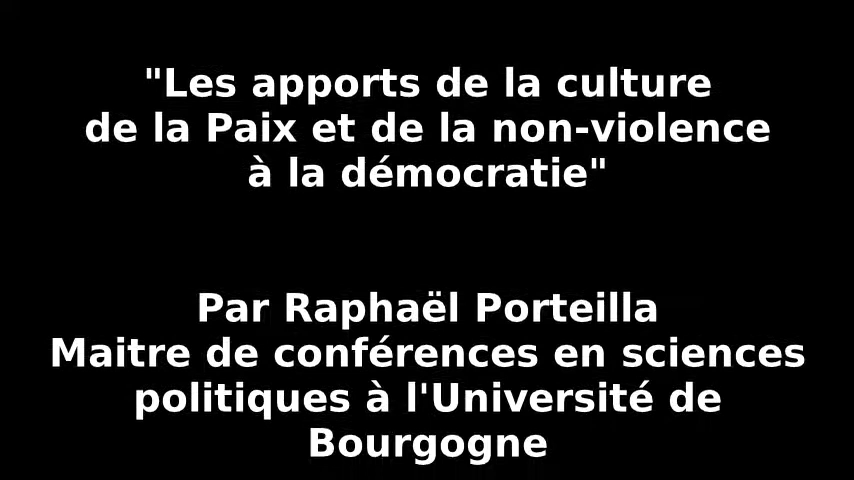 "Les apports de la culture
de la Paix et de la non-violence
à la démocratie"
Par Raphaël Porteilla
Maitre de conférences en sciences
politiques à l'Université de
Bourgogne